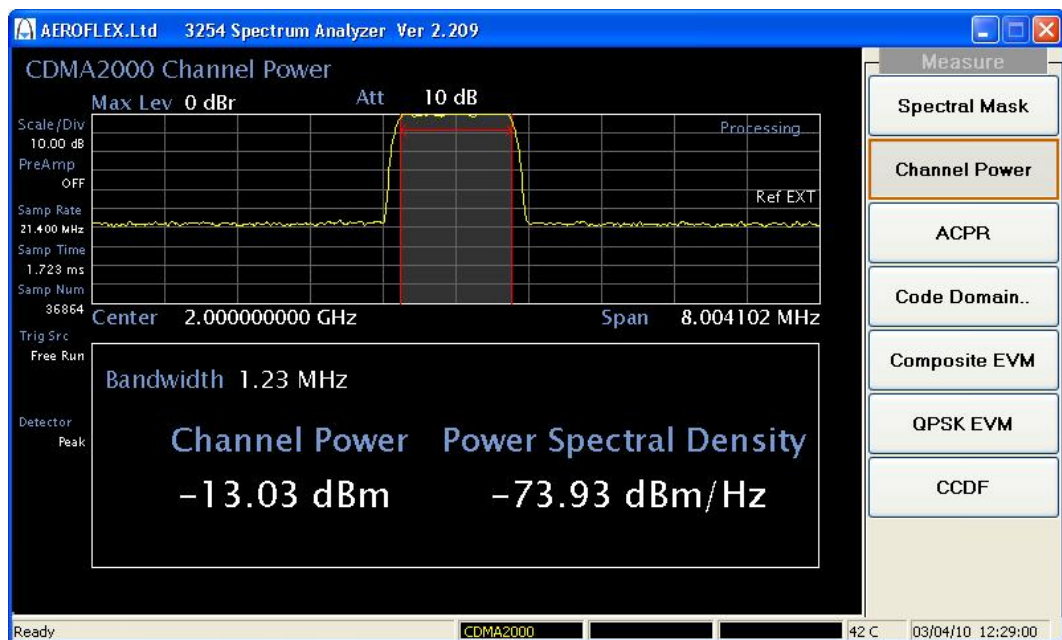 AEROFLEX.Ltd 3254 Spectrum Analyzer Ver 2.209
CDMA2000 Channel Power
Max Lev 0 dBr Att 10 dB
Scale/Div
10.00 dB
PreAmp
OFF
Samp Rate
21.400 MHz
Samp Time
1.723 ms
Samp Num
36864
Trig Src
Free Run
Detector
Peak
Processing....
Ref EXT
Center 2.000000000 GHz Span 8.004102 MHz
Bandwidth 1.23 MHz
Channel Power Power Spectral Density
-13.03 dBm -73.93 dBm/Hz
Measure
Spectral Mask
Channel Power
ACPR
Code Domain..
Composite EVM
QPSK EVM
CCDF
Ready CDMA2000 42 C 03/04/10 12:29:00